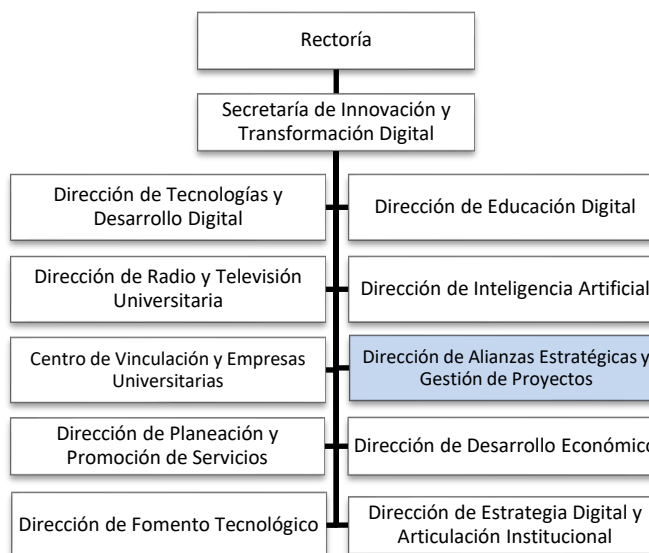 Rectoría
Secretaría de Innovación y
Transformación Digital
Dirección de Tecnologías y
Desarrollo Digital
Dirección de Educación Digital
Dirección de Radio y Televisión
Universitaria
Dirección de Inteligencia Artificial
Centro de Vinculación y Empresas
Universitarias
Dirección de Alianzas Estratégicas y
Gestión de Proyectos
Dirección de Planeación y
Promoción de Servicios
Dirección de Desarrollo Económico
Dirección de Fomento Tecnológico
Dirección de Estrategia Digital y
Articulación Institucional